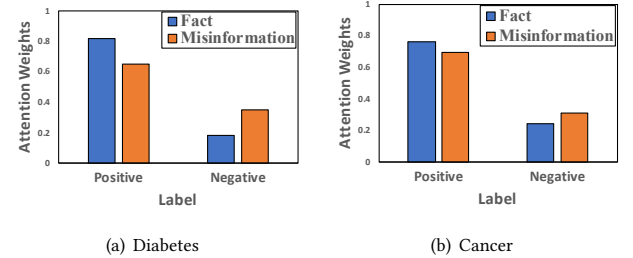 Fact
Misinformation
Attention Weights
1
0.8
0.6
0.4
0.2
0
Positive
Negative
Label
(a) Diabetes
Fact
Misinformation
Attention Weights
1
0.8
0.6
0.4
0.2
0
Positive
Negative
Label
(b) Cancer